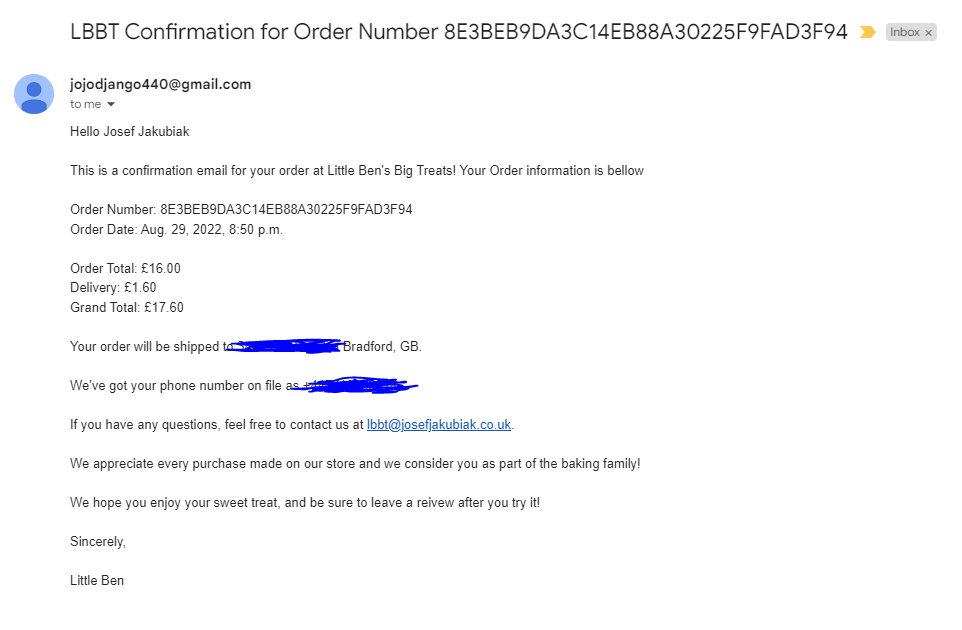 LBBT Confirmation for Order Number 8E3BEB9DA3C14EB88A30225F9FAD3F94 Inbox ×
jojodjango440@gmail.com
to me
Hello Josef Jakubiak
This is a confirmation email for your order at Little Ben's Big Treats! Your Order information is bellow
Order Number: 8E3BEB9DA3C14EB88A30225F9FAD3F94
Order Date: Aug. 29, 2022, 8:50 p.m.
Order Total: £16.00
Delivery: £1.60
Grand Total: £17.60
Your order will be shipped to Bradford, GB.
We've got your phone number on file as
If you have any questions, feel free to contact us at lbbt@josefjakubiak.co.uk.
We appreciate every purchase made on our store and we consider you as part of the baking family!
We hope you enjoy your sweet treat, and be sure to leave a reivew after you try it!
Sincerely,
Little Ben